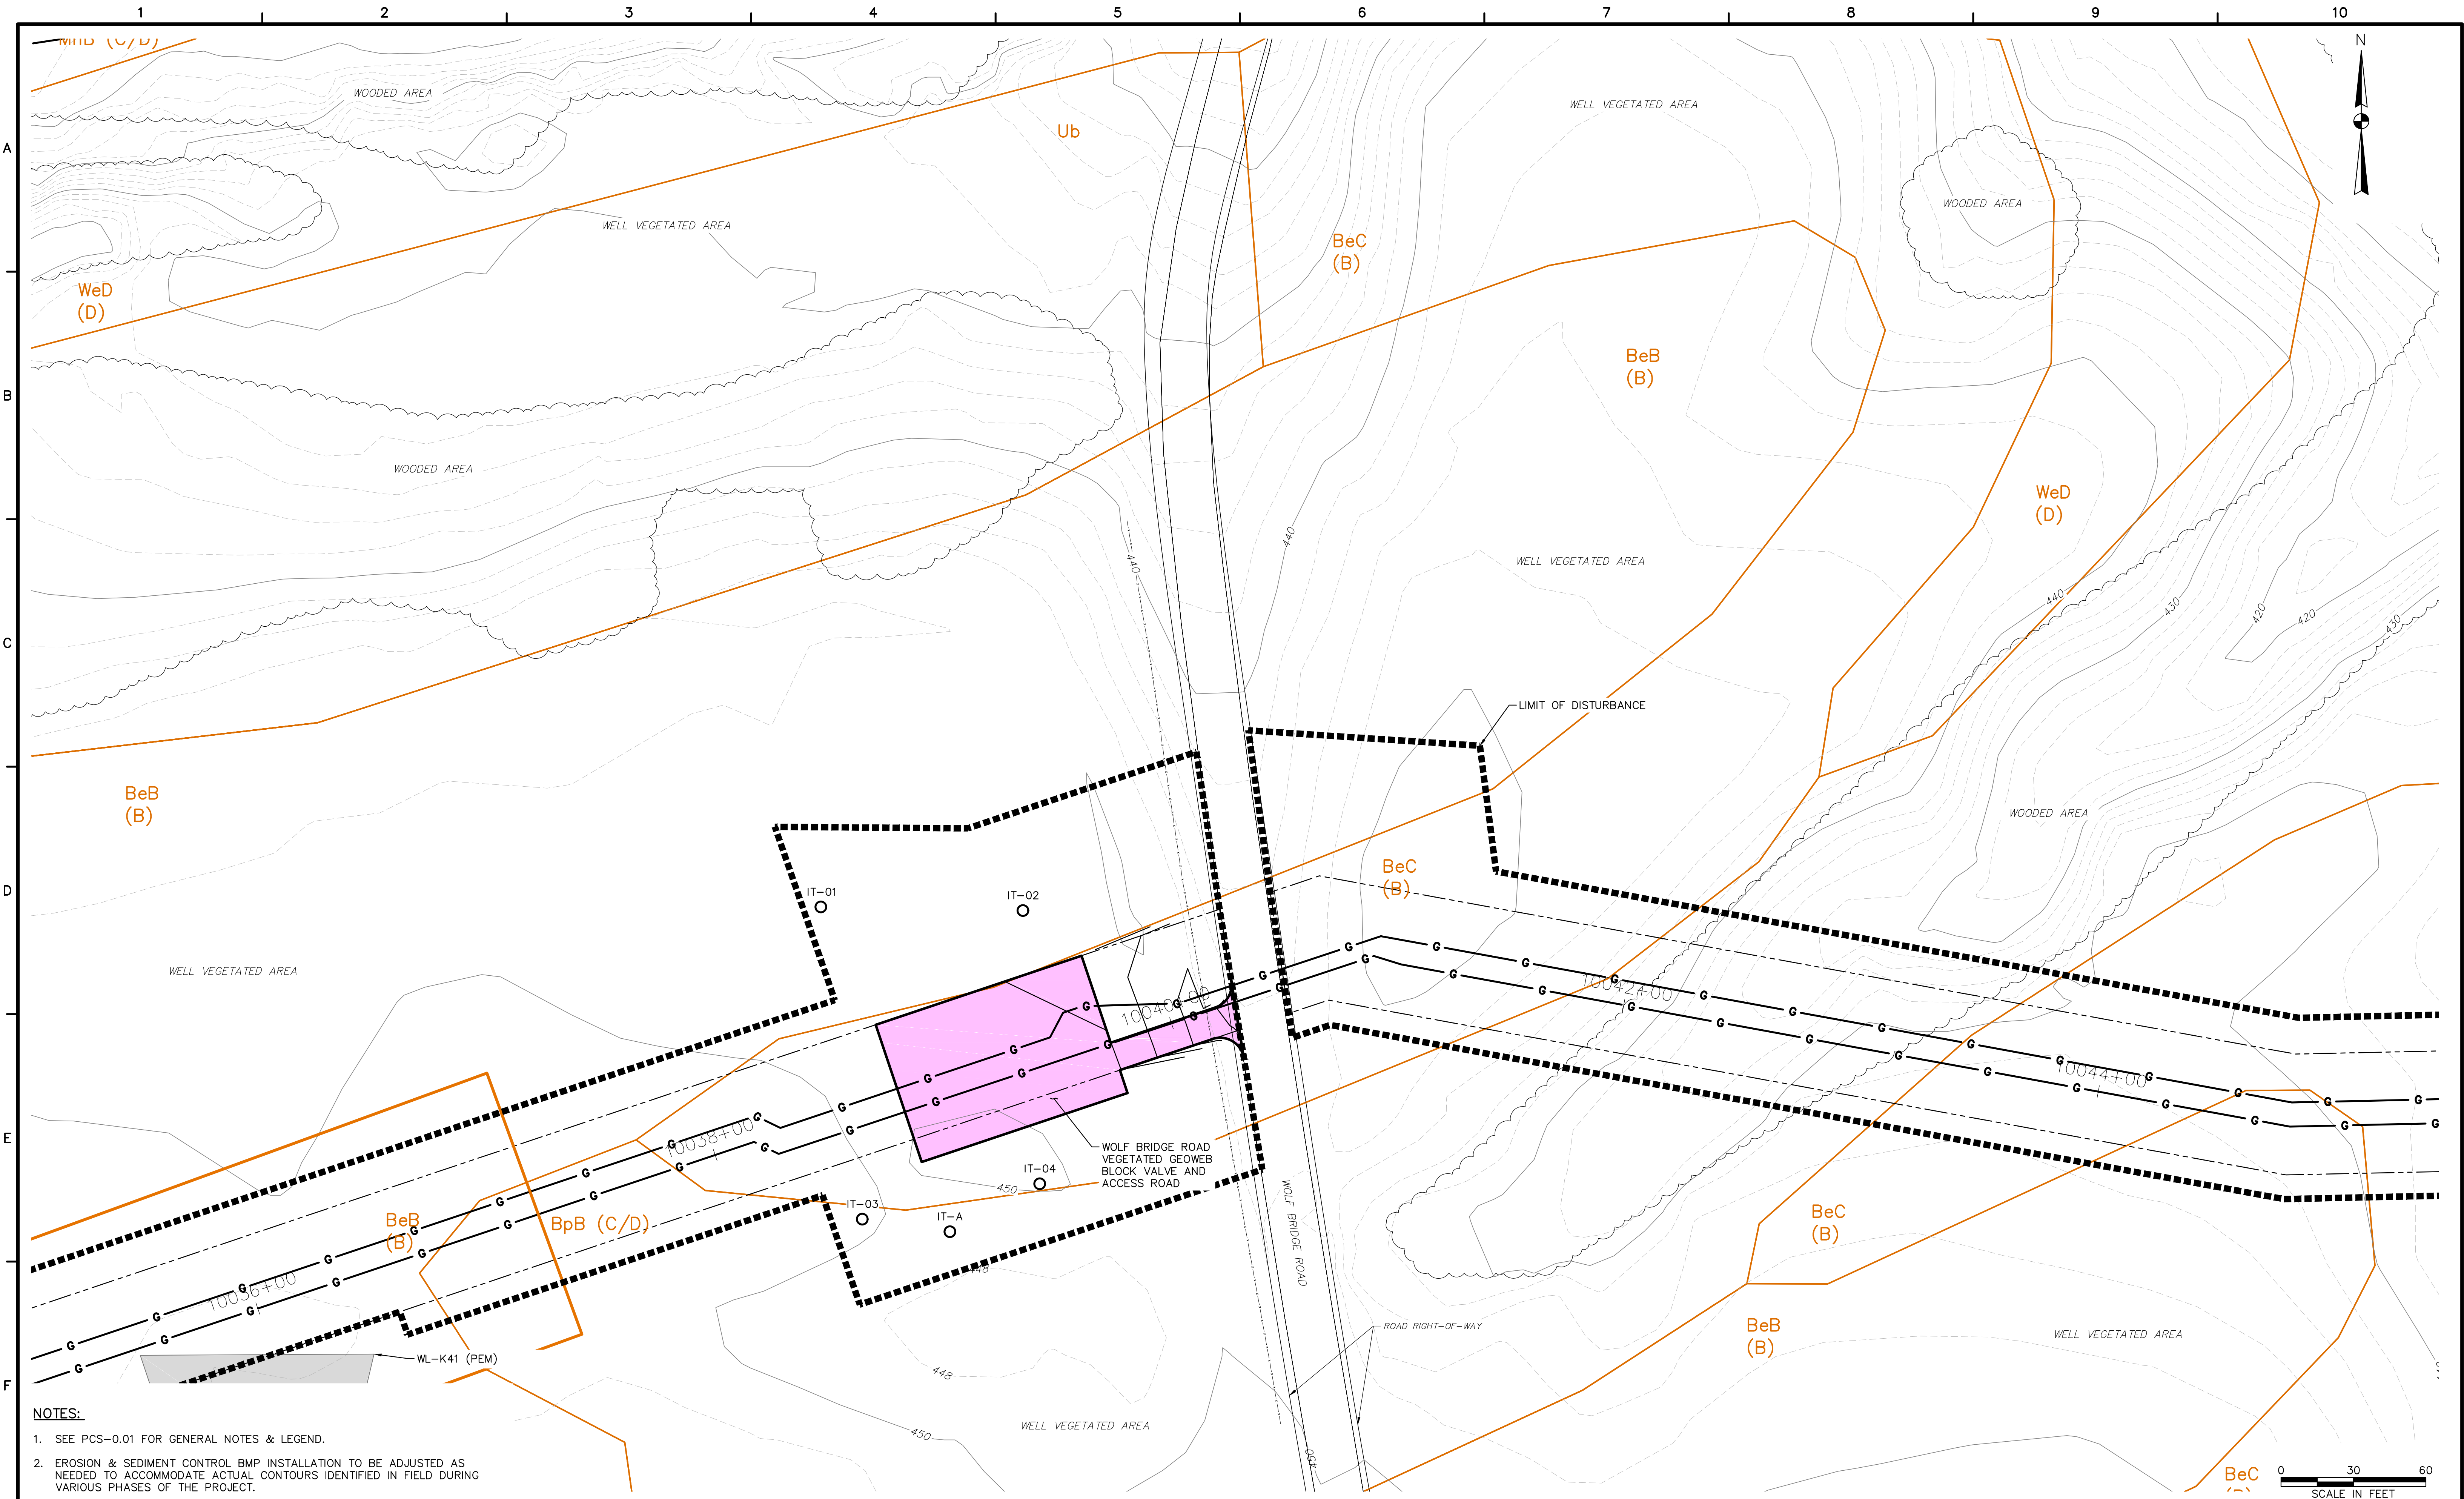 1 2 3 4 5 6 7 8 9 10
A
B
C
D
E
F
N
MnB (C/D)
WOODED AREA
WELL VEGETATED AREA
Ub
WELL VEGETATED AREA
WOODED AREA
BeC
(B)
WeD
(D)
BeB
(B)
WOODED AREA
WeD
(D)
440
440
WELL VEGETATED AREA
440
430
420
420
430
LIMIT OF DISTURBANCE
BeB
(B)
WOODED AREA
BeC
(B)
IT-01
IT-02
WELL VEGETATED AREA
10040+00
10042+00
10044+00
10038+00
WOLF BRIDGE ROAD
VEGETATED GEOWEB
BLOCK VALVE AND
ACCESS ROAD
IT-04
450
IT-03
IT-A
BeB
(B)
BpB (C/D)
WOLF BRIDGE ROAD
BeC
(B)
448
10036+00
ROAD RIGHT-OF-WAY
BeB
(B)
WELL VEGETATED AREA
WL-K41 (PEM)
448
WELL VEGETATED AREA
450
450
NOTES:
1. SEE PCS-0.01 FOR GENERAL NOTES & LEGEND.
2. EROSION & SEDIMENT CONTROL BMP INSTALLATION TO BE ADJUSTED AS
NEEDED TO ACCOMMODATE ACTUAL CONTOURS IDENTIFIED IN FIELD DURING
VARIOUS PHASES OF THE PROJECT.
BeC
0 30 60
SCALE IN FEET